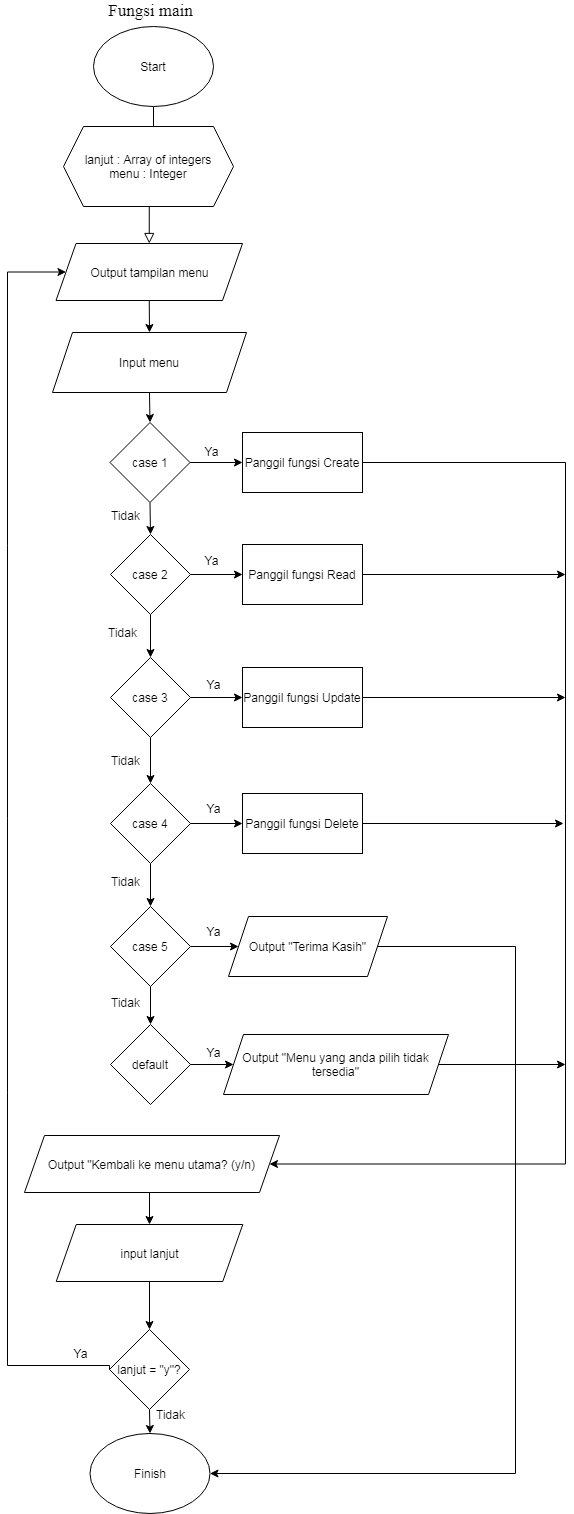 Fungsi main
Start
lanjut : Array of integers
menu : Integer
Output tampilan menu
Input menu
case 1
Ya
Panggil fungsi Create
Tidak
case 2
Ya
Panggil fungsi Read
Tidak
case 3
Ya
Panggil fungsi Update
Tidak
case 4
Ya
Panggil fungsi Delete
Tidak
case 5
Ya
Output "Terima Kasih"
Tidak
default
Ya
Output "Menu yang anda pilih tidak
tersedia"
Output "Kembali ke menu utama? (y/n)
input lanjut
lanjut = "y"?
Ya
Tidak
Finish